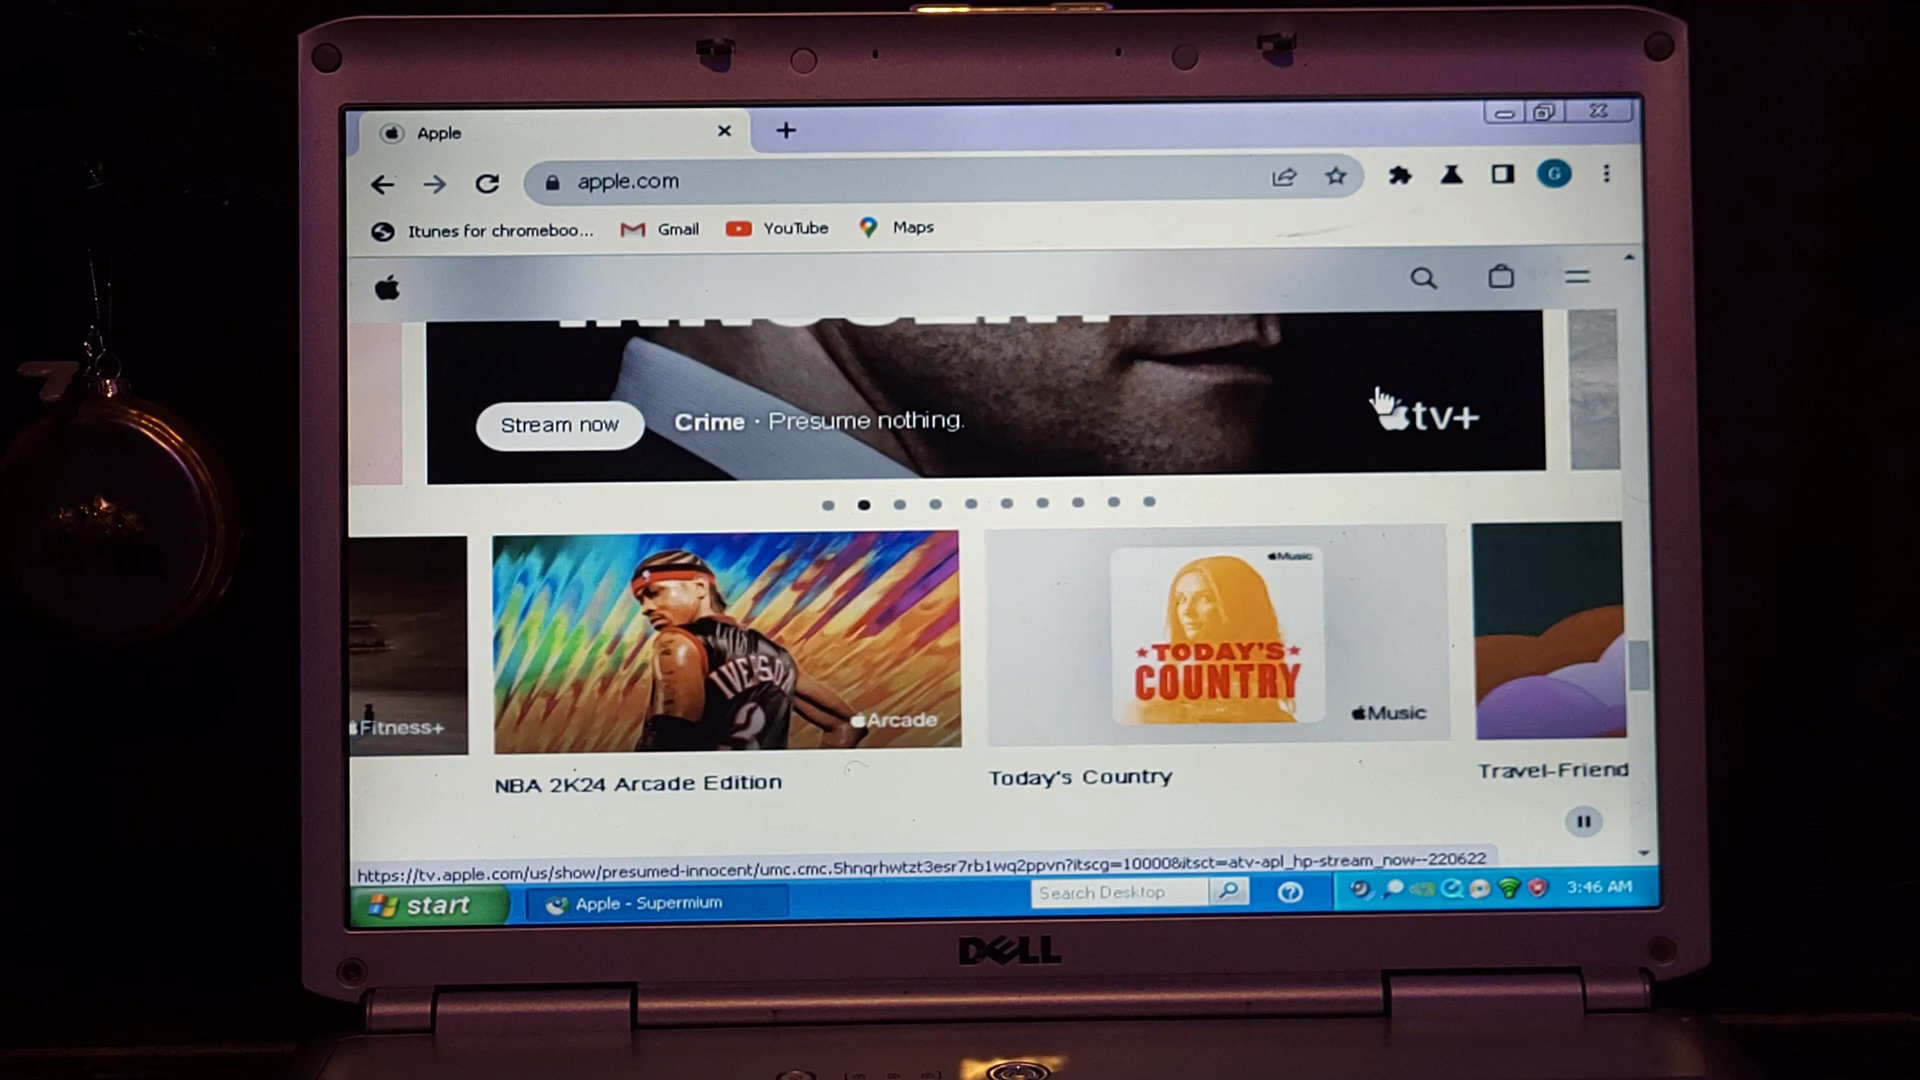 Apple
apple.com
G
Itunes for chromeboo...
Gmail
YouTube
Maps
Stream now
Crime · Presume nothing.
tv+
Fitness+
IVERSON
3
Arcade
Music
TODAY'S
COUNTRY
Music
NBA 2K24 Arcade Edition
Today's Country
Travel-Friend
https://tv.apple.com/us/show/presumed-innocent/umc.cmc.5hnqrhwtzt3esr7rb1wq2ppvn?itscg=10000&itsct=atv-apl_hp-stream_now--220622
start
Apple - Supermium
Search Desktop
3:46 AM
DELL